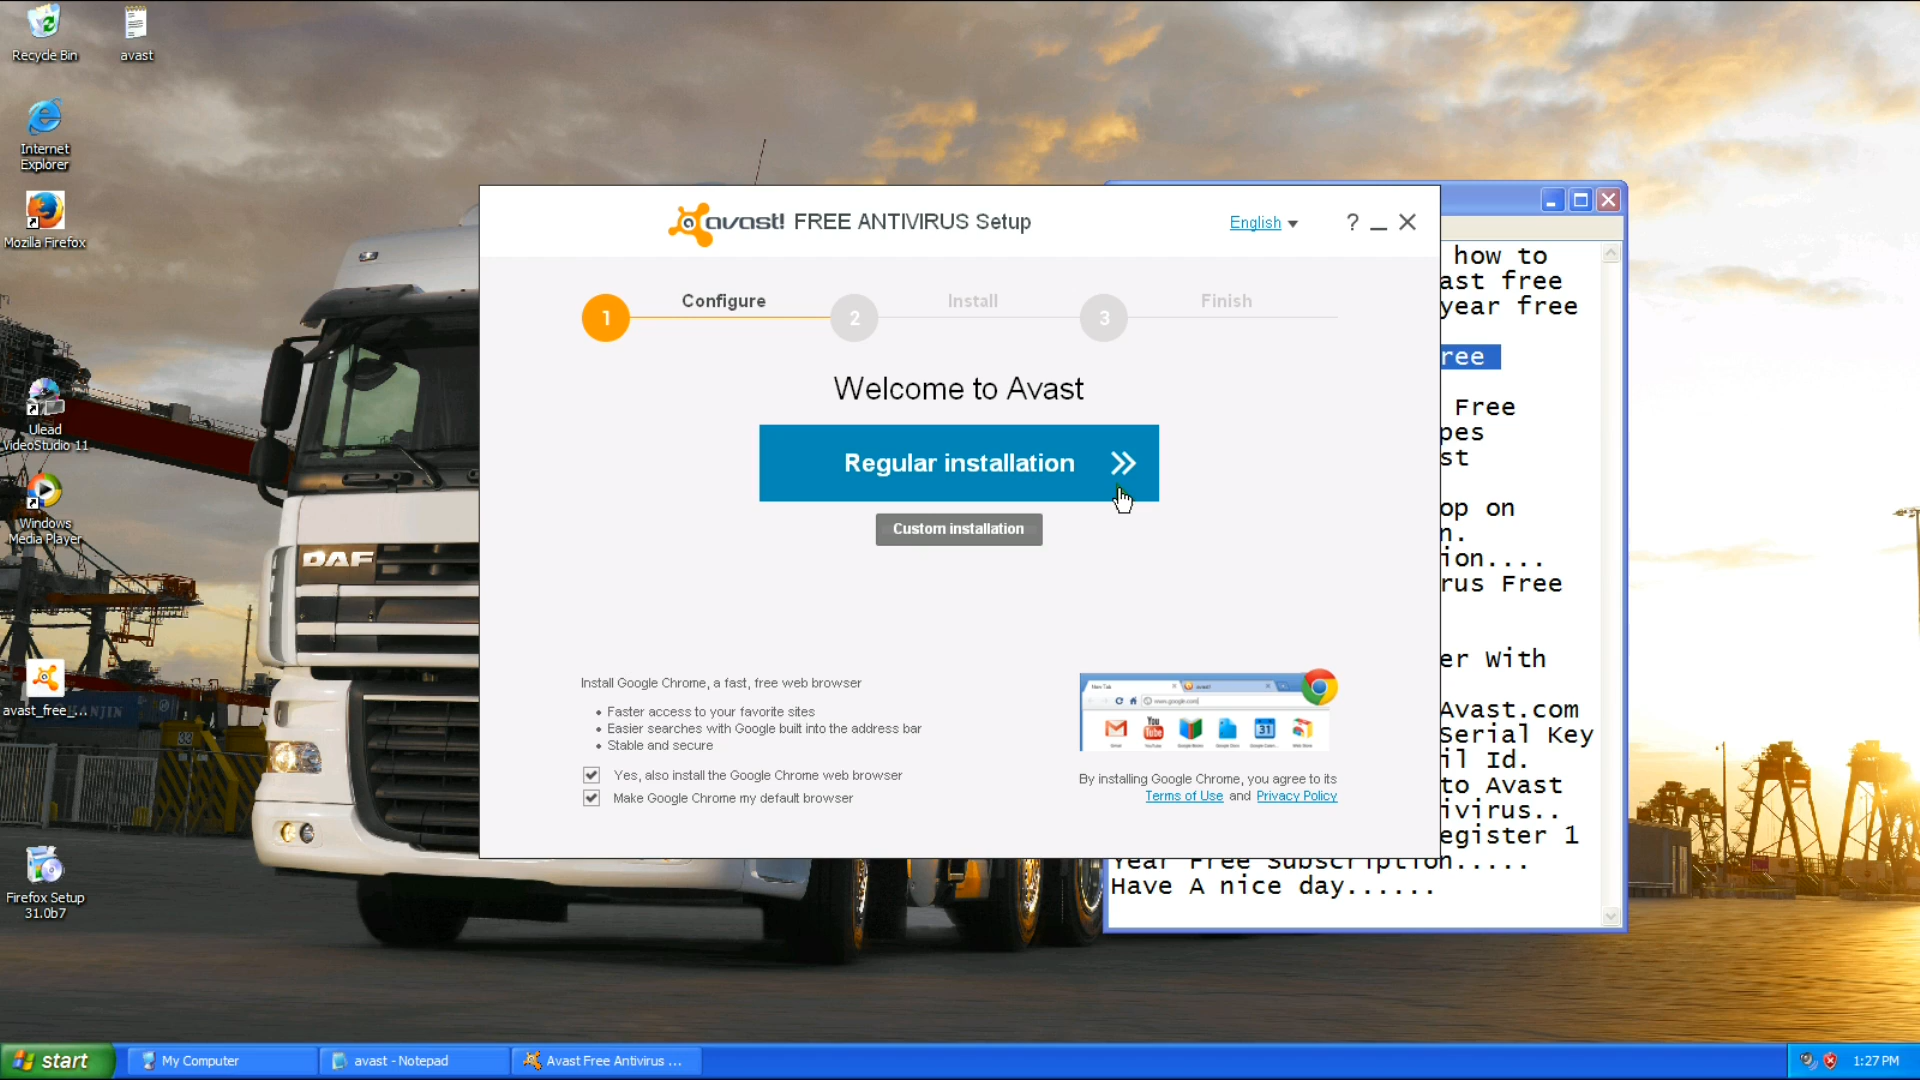 Recycle Bin
avast
Internet
Explorer
Mozilla Firefox
Ulead
VideoStudio 11
Windows
Media Player
avast_free_...
Firefox Setup
31.0b7
DAF
avast! FREE ANTIVIRUS Setup
English
?
1
Configure
2
Install
3
Finish
Welcome to Avast
Regular installation
Custom installation
Install Google Chrome, a fast, free web browser
• Faster access to your favorite sites
• Easier searches with Google built into the address bar
• Stable and secure
Yes, also install the Google Chrome web browser
Make Google Chrome my default browser
By installing Google Chrome, you agree to its
Terms of Use and Privacy Policy
how to
ast free
year free
ree
Free
pes
st
op on
n.
ion....
rus Free
er With
Avast.com
Serial Key
il Id.
to Avast
ivirus..
egister 1
Year Free Subscription.....
Have A nice day......
start
My Computer
avast - Notepad
Avast Free Antivirus ...
1:27 PM